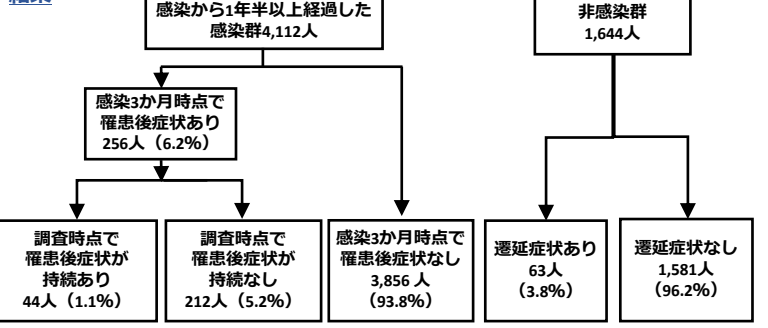 結果
感染から1年半以上経過した
感染群4,112人
非感染群
1,644人
感染3か月時点で
罹患後症状あり
256人（6.2%）
調査時点で
罹患後症状が
持続あり
44人（1.1%）
調査時点で
罹患後症状が
持続なし
212人（5.2%）
感染3か月時点で
罹患後症状なし
3,856 人
（93.8%）
遷延症状あり
63人
（3.8%）
遷延症状なし
1,581人
（96.2%）